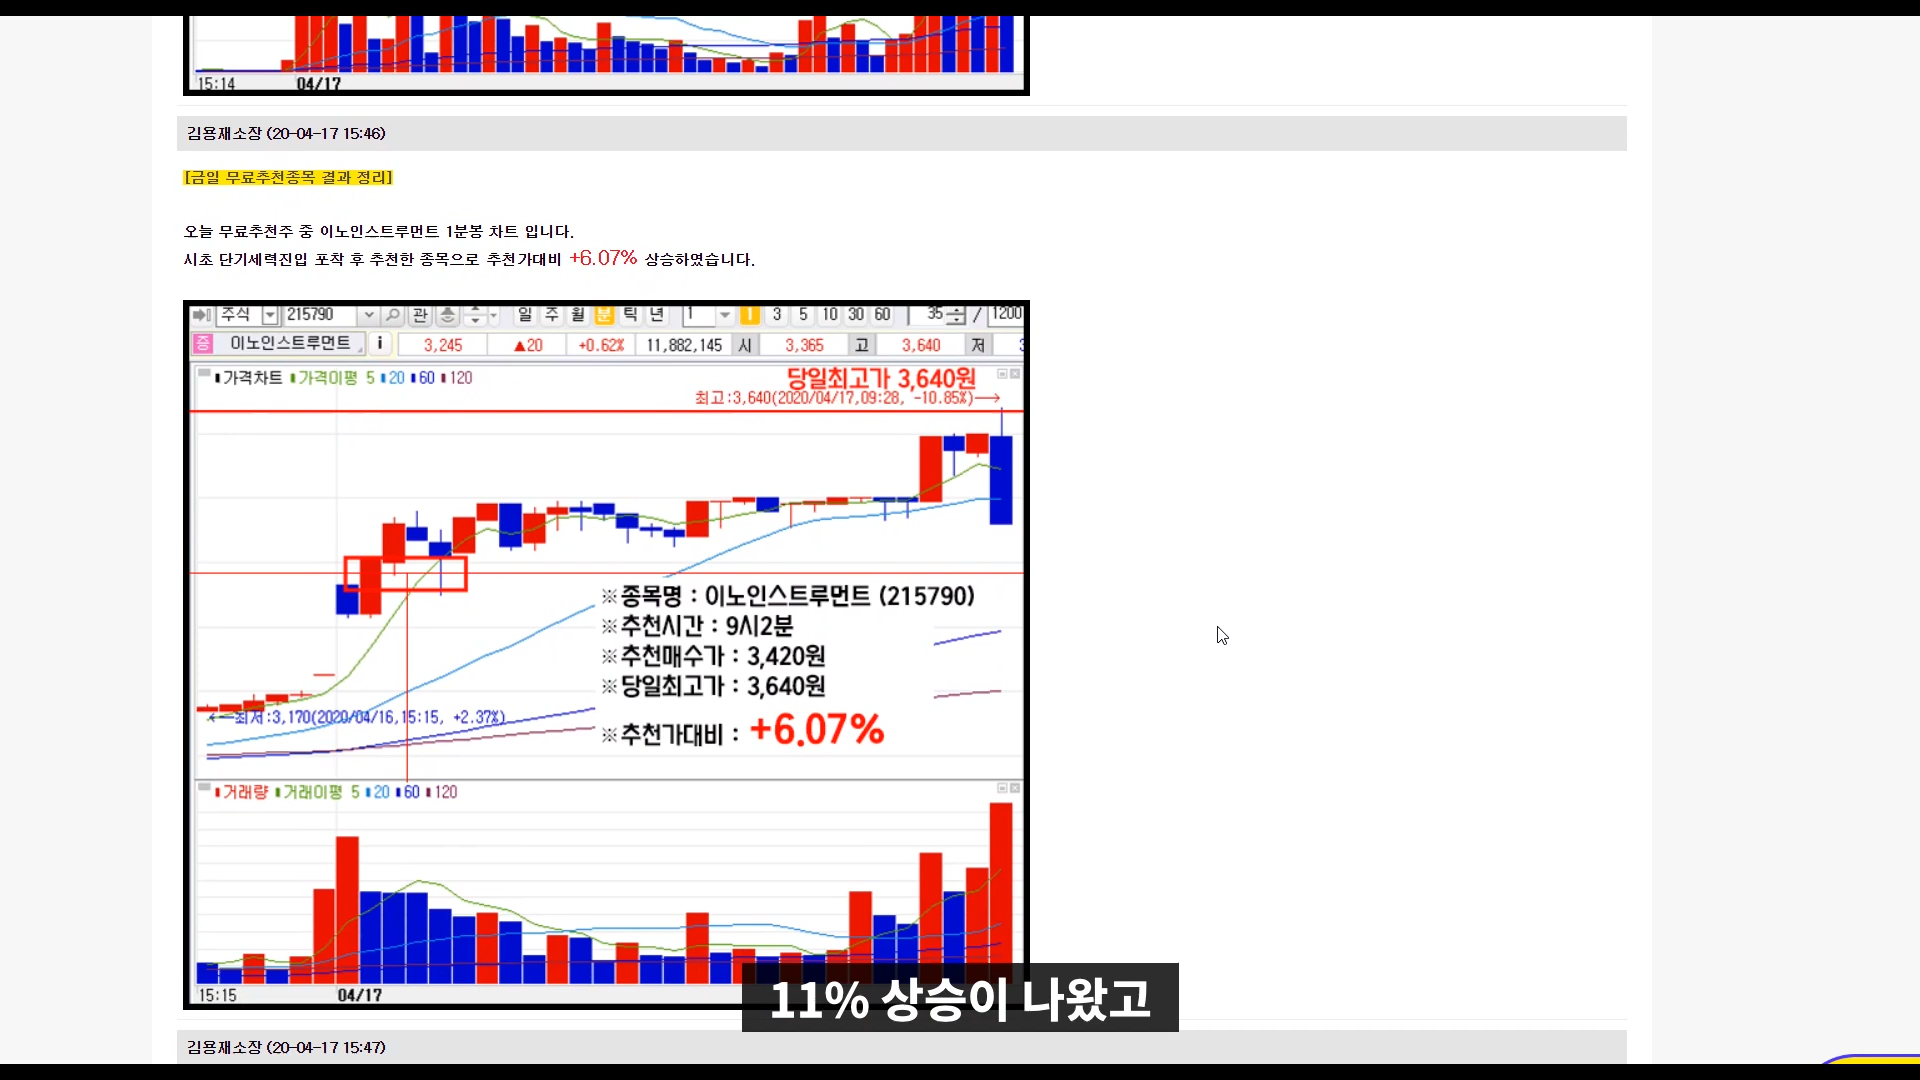 15:14 04/17
김용재소장 (20-04-17 15:46)
[금일 무료추천종목 결과 정리]
오늘 무료추천주 중 이노인스트루먼트 1분봉 차트 입니다.
시초 단기세력진입 포착 후 추천한 종목으로 추천가대비 +6.07% 상승하였습니다.
주식 215790 관 일 주 월 분 틱 년 1 1 3 5 10 30 60 35 / 1200
증 이노인스트루먼트 i 3,245 ▲20 +0.62% 11,882,145 시 3,365 고 3,640 저
가격차트 가격이평 5 20 60 120
당일최고가 3,640원
최고:3,640(2020/04/17,09:28, -10.85%)→
※종목명 : 이노인스트루먼트 (215790)
※추천시간 : 9시2분
※추천매수가 : 3,420원
※당일최고가 : 3,640원
←최저:3,170(2020/04/16,15:15, +2.37%)
※추천가대비 : +6.07%
거래량 거래이평 5 20 60 120
15:15 04/17
11% 상승이 나왔고
김용재소장 (20-04-17 15:47)